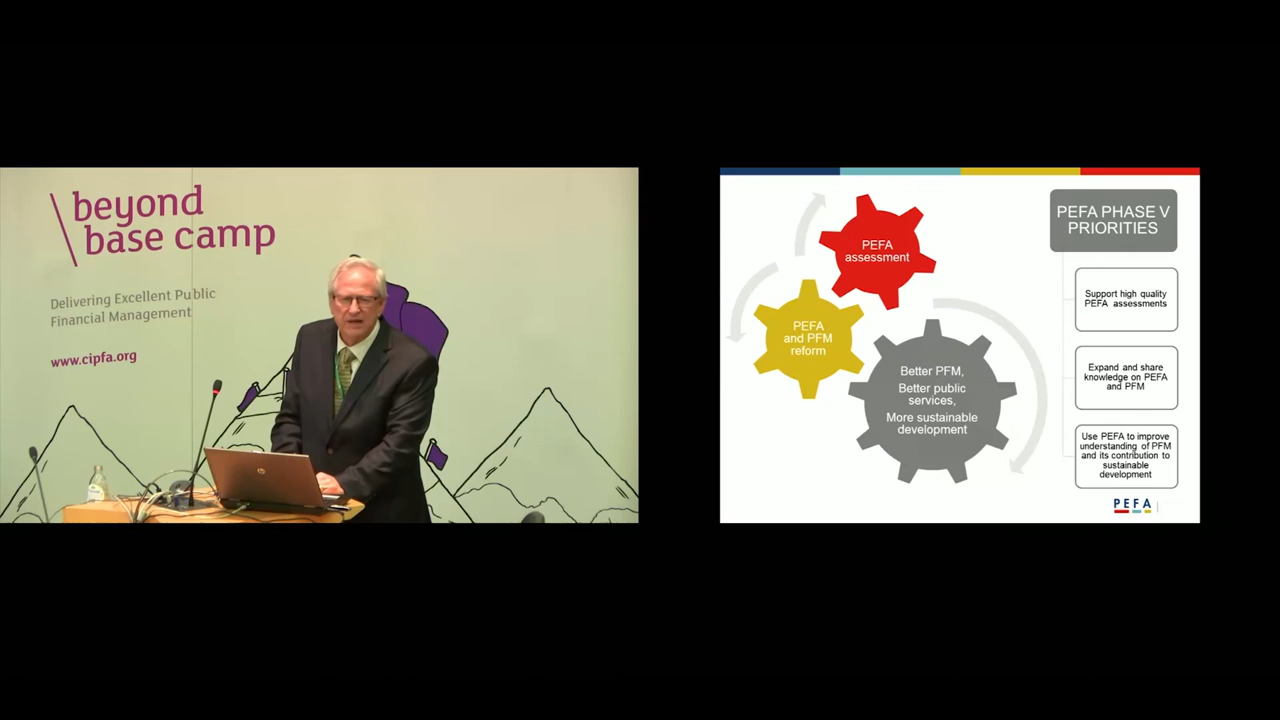 beyond
base camp
Delivering Excellent Public
Financial Management
www.cipfa.org
PEFA
assessment
PEFA
and PFM
reform
Better PFM,
Better public
services,
More sustainable
development
PEFA PHASE V
PRIORITIES
Support high quality
PEFA assessments
Expand and share
knowledge on PEFA
and PFM
Use PEFA to improve
understanding of PFM
and its contribution to
sustainable
development
PEFA
hp